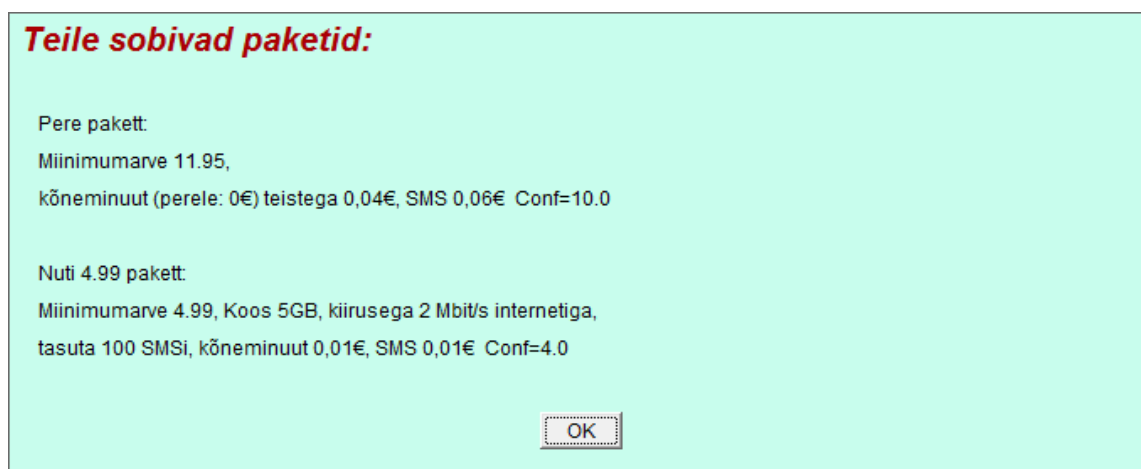 Teile sobivad paketid:
Pere pakett:
Miinimumarve 11.95,
kõneminuut (perele: 0€) teistega 0,04€, SMS 0,06€ Conf=10.0
Nuti 4.99 pakett:
Miinimumarve 4.99, Koos 5GB, kiirusega 2 Mbit/s internetiga,
tasuta 100 SMSi, kõneminuut 0,01€, SMS 0,01€ Conf=4.0
OK